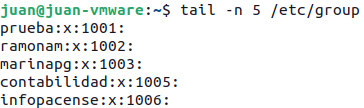 juan@juan-vmware:~$ tail -n 5 /etc/group
prueba:x:1001:
ramonam:x:1002:
marinapg:x:1003:
contabilidad:x:1005:
infopacense:x:1006: